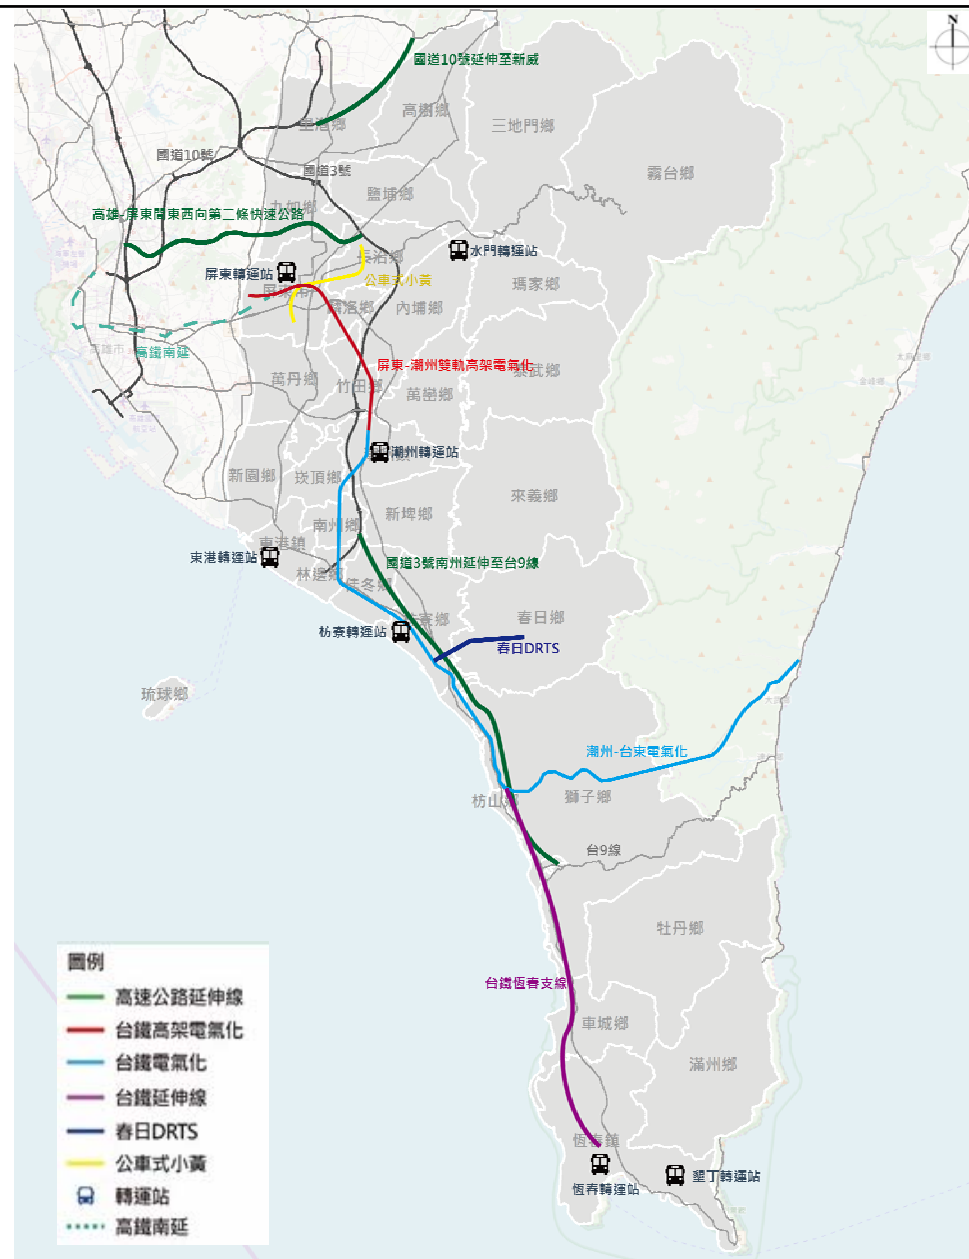 N
國道10號延伸至新威
高樹鄉
里港鄉
三地門鄉
國道10號
國道3號
霧台鄉
鹽埔鄉
九如鄉
高雄-屏東間東西向第二條快速公路
長治鄉
水門轉運站
屏東轉運站
公車式小黃
瑪家鄉
屏東市
麟洛鄉
內埔鄉
高雄市
高鐵南延
屏東-潮州雙軌高架電氣化
泰武鄉
萬丹鄉
竹田鄉
萬巒鄉
潮州轉運站
新園鄉
崁頂鄉
來義鄉
南州鄉
新埤鄉
東港鎮
東港轉運站
國道3號南州延伸至台9線
林邊鄉
佳冬鄉
枋寮鄉
春日鄉
枋寮轉運站
春日DRTS
琉球鄉
潮州-台東電氣化
枋山鄉
獅子鄉
台9線
牡丹鄉
台鐵恆春支線
車城鄉
滿州鄉
恆春鎮
恆春轉運站
墾丁轉運站
圖例
高速公路延伸線
台鐵高架電氣化
台鐵電氣化
台鐵延伸線
春日DRTS
公車式小黃
轉運站
高鐵南延